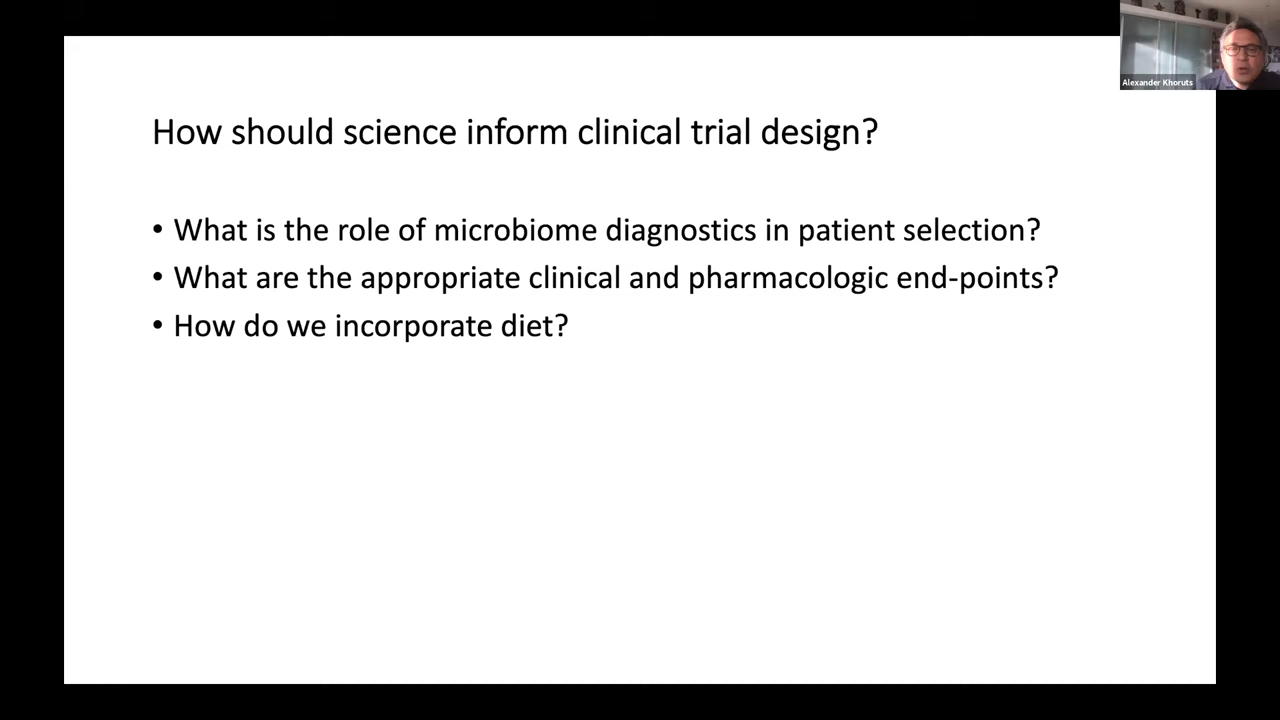 Alexander Khoruts
How should science inform clinical trial design?
• What is the role of microbiome diagnostics in patient selection?
• What are the appropriate clinical and pharmacologic end-points?
• How do we incorporate diet?